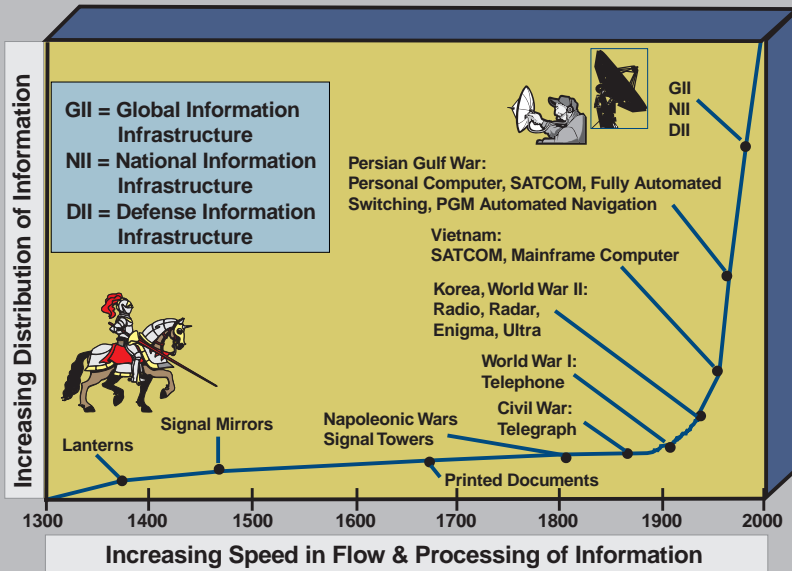 GII = Global Information
Infrastructure
NII = National Information
Infrastructure
DII = Defense Information
Infrastructure
GII
NII
DII
Persian Gulf War:
Personal Computer, SATCOM, Fully Automated
Switching, PGM Automated Navigation
Vietnam:
SATCOM, Mainframe Computer
Korea, World War II:
Radio, Radar,
Enigma, Ultra
World War I:
Telephone
Civil War:
Telegraph
Napoleonic Wars
Signal Towers
Printed Documents
Signal Mirrors
Lanterns
Increasing Distribution of Information
1300 1400 1500 1600 1700 1800 1900 2000
Increasing Speed in Flow & Processing of Information